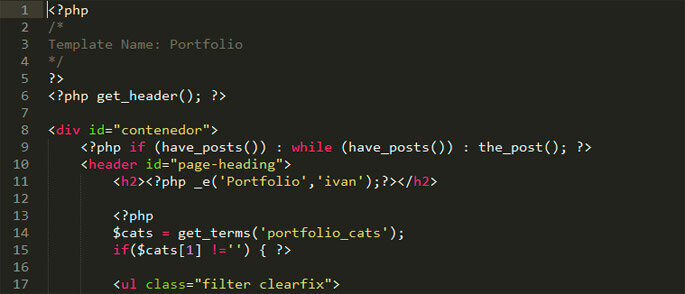 1 <?php
2 /*
3 Template Name: Portfolio
4 */
5 ?>
6 <?php get_header(); ?>
7
8 <div id="contenedor">
9 <?php if (have_posts()) : while (have_posts()) : the_post(); ?>
10 <header id="page-heading">
11 <h2><?php _e('Portfolio','ivan');?></h2>
12
13 <?php
14 $cats = get_terms('portfolio_cats');
15 if($cats[1] !='') { ?>
16
17 <ul class="filter clearfix">